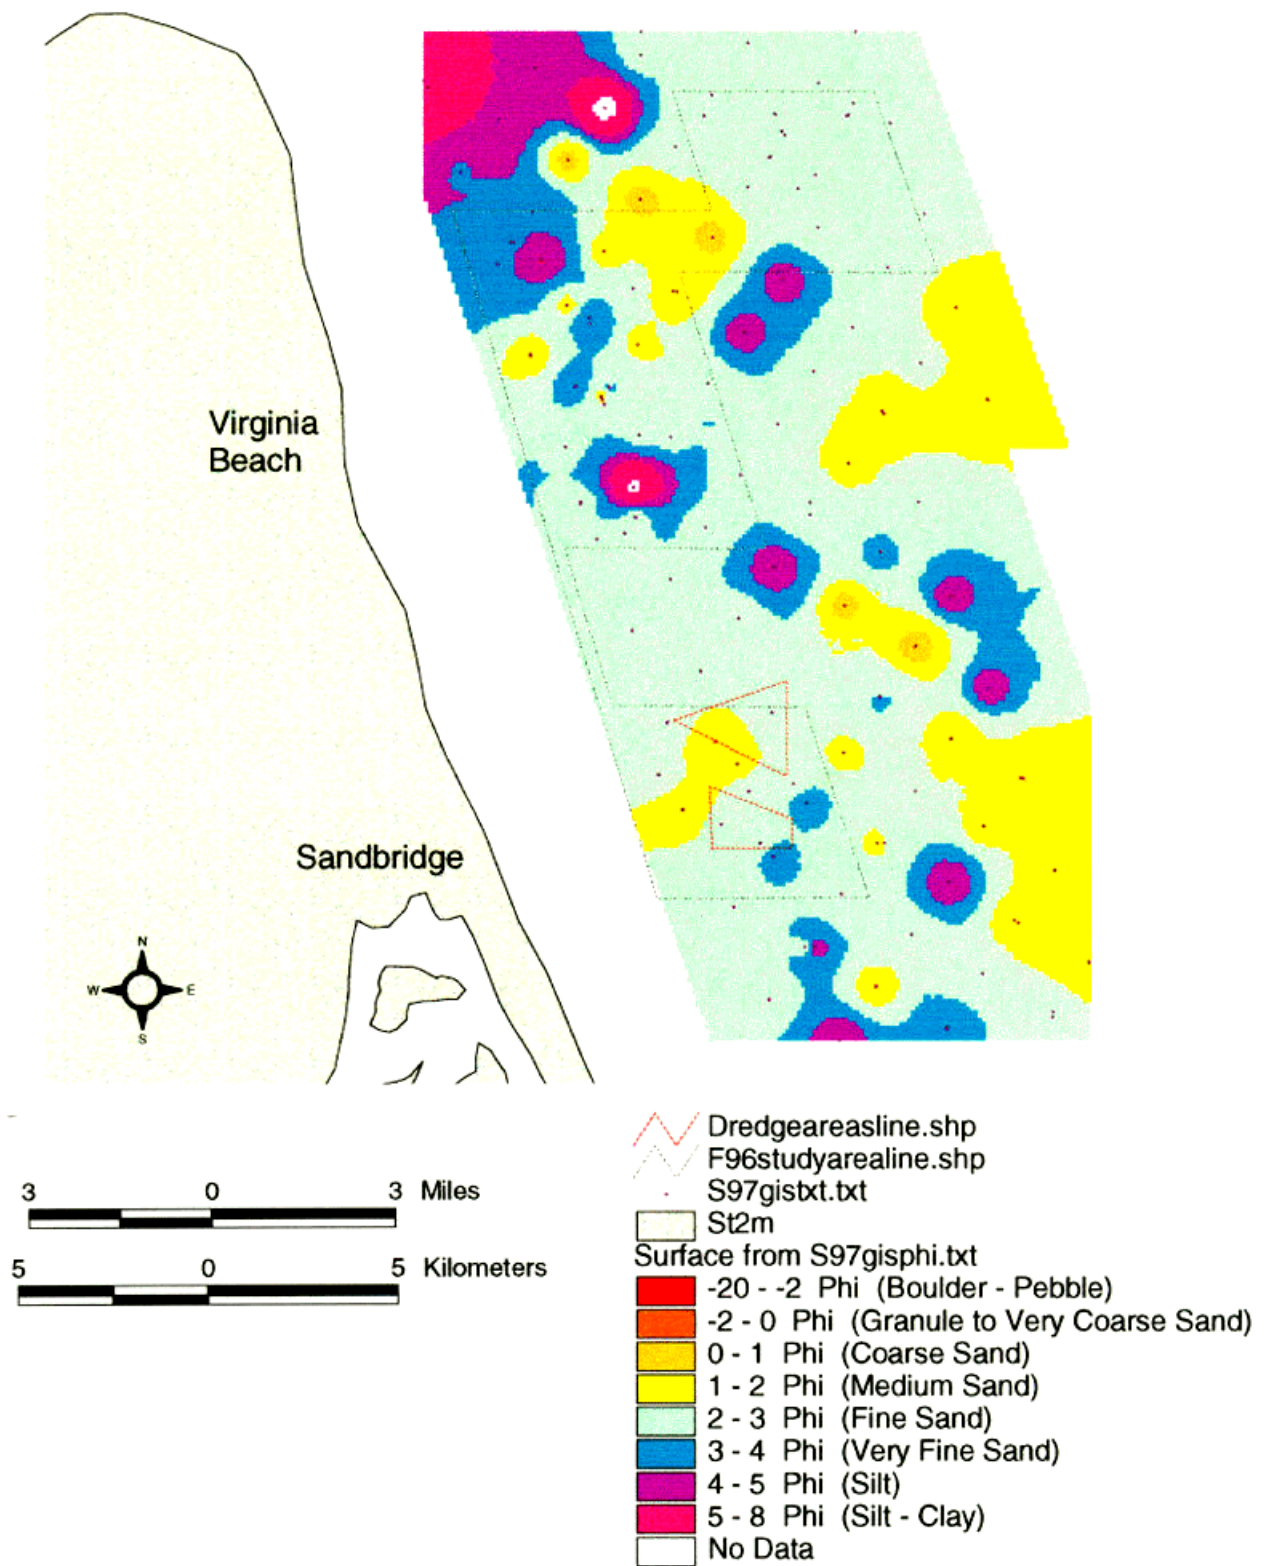 Virginia
Beach
Sandbridge
N
W E
S
3 0 3 Miles
5 0 5 Kilometers
Dredgeareasline.shp
F96studyarealine.shp
S97gistxt.txt
St2m
Surface from S97gisphi.txt
-20 - -2 Phi (Boulder - Pebble)
-2 - 0 Phi (Granule to Very Coarse Sand)
0 - 1 Phi (Coarse Sand)
1 - 2 Phi (Medium Sand)
2 - 3 Phi (Fine Sand)
3 - 4 Phi (Very Fine Sand)
4 - 5 Phi (Silt)
5 - 8 Phi (Silt - Clay)
No Data